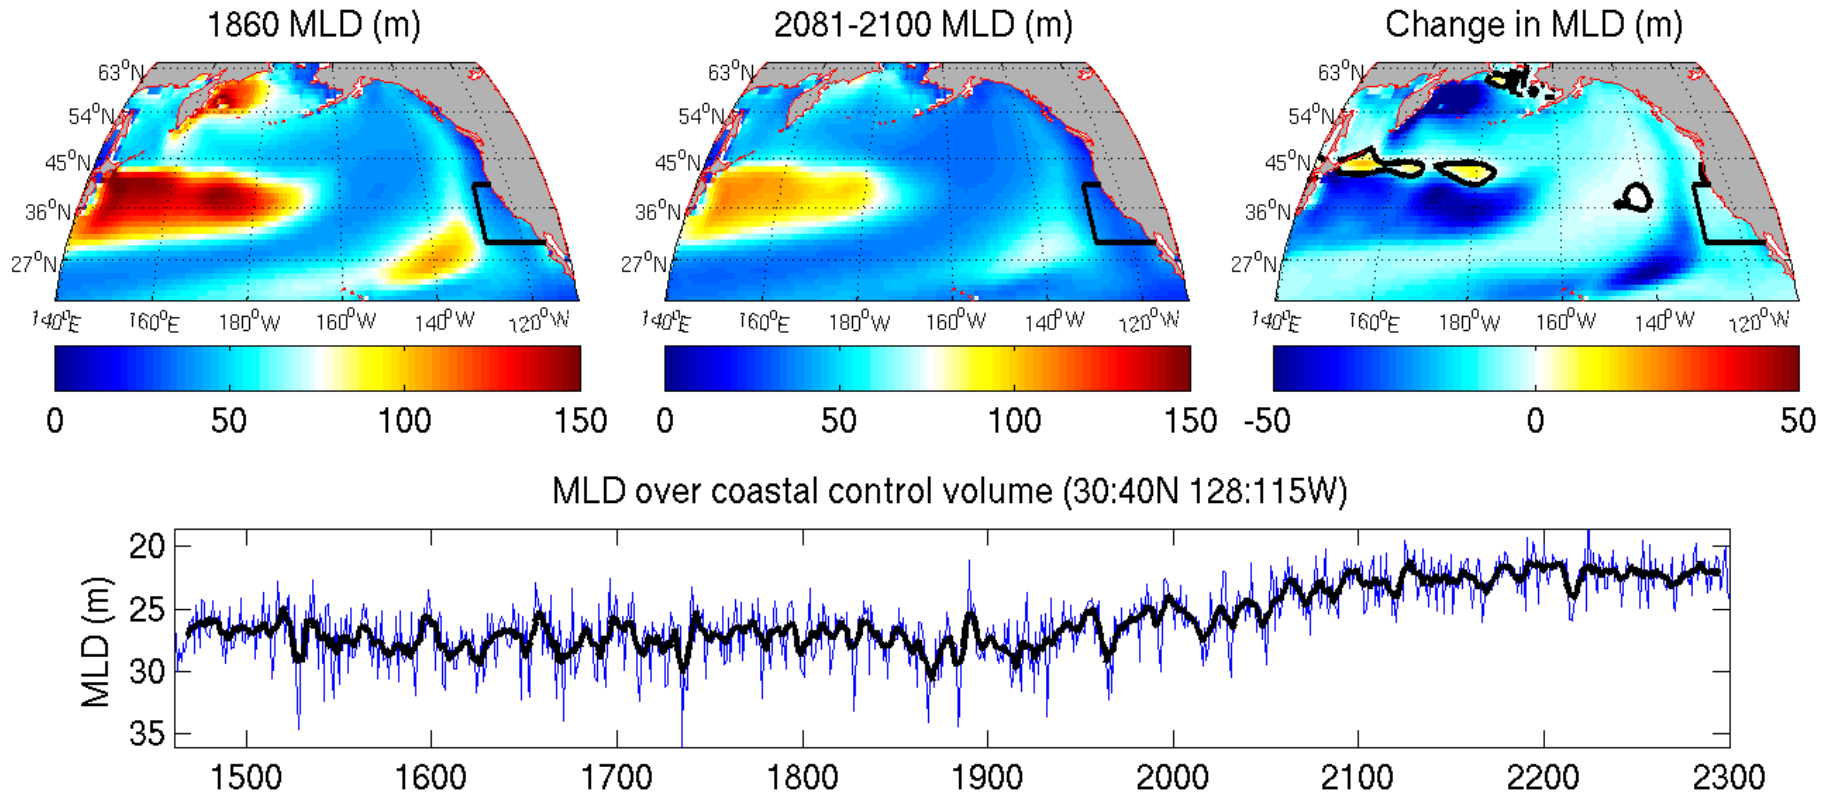 1860 MLD (m)
2081-2100 MLD (m)
Change in MLD (m)
63°N
54°N
45°N
36°N
27°N
140°E 160°E 180°W 160°W 140°W 120°W
0 50 100 150
63°N
54°N
45°N
36°N
27°N
140°E 160°E 180°W 160°W 140°W 120°W
0 50 100 150
63°N
54°N
45°N
36°N
27°N
140°E 160°E 180°W 160°W 140°W 120°W
-50 0 50
MLD over coastal control volume (30:40N 128:115W)
MLD (m)
20
25
30
35
1500 1600 1700 1800 1900 2000 2100 2200 2300